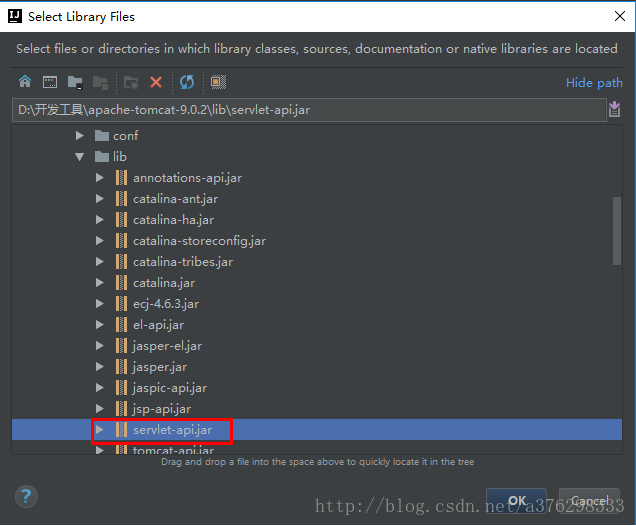 Select Library Files
Select files or directories in which library classes, sources, documentation or native libraries are located
Hide path
D:\开发工具\apache-tomcat-9.0.2\lib\servlet-api.jar
conf
lib
annotations-api.jar
catalina-ant.jar
catalina-ha.jar
catalina-storeconfig.jar
catalina-tribes.jar
catalina.jar
ecj-4.6.3.jar
el-api.jar
jasper-el.jar
jasper.jar
jaspic-api.jar
jsp-api.jar
servlet-api.jar
tomcat-api.jar
Drag and drop a file into the space above to quickly locate it in the tree
? OK Cancel
http://blog.csdn.net/a376298333